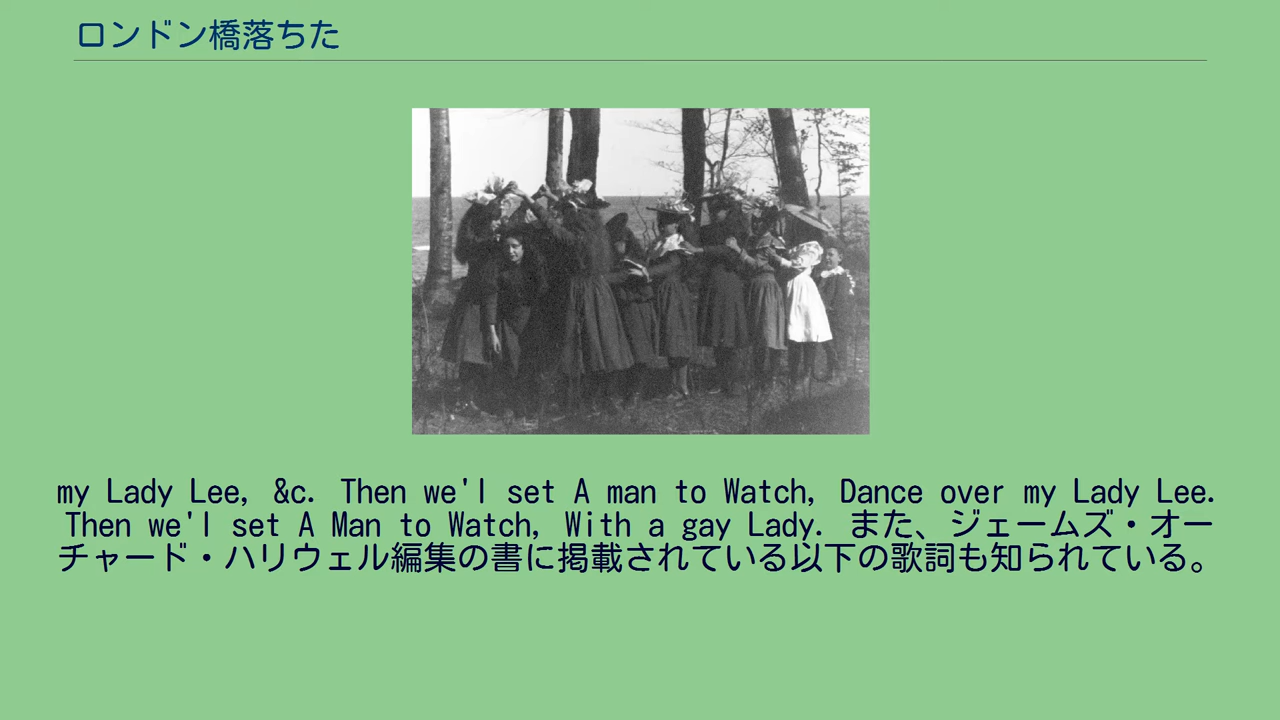 ロンドン橋落ちた
my Lady Lee, &c. Then we'l set A man to Watch, Dance over my Lady Lee.
Then we'l set A Man to Watch, With a gay Lady. また、ジェームズ・オー
チャード・ハリウェル編集の書に掲載されている以下の歌詞も知られている。